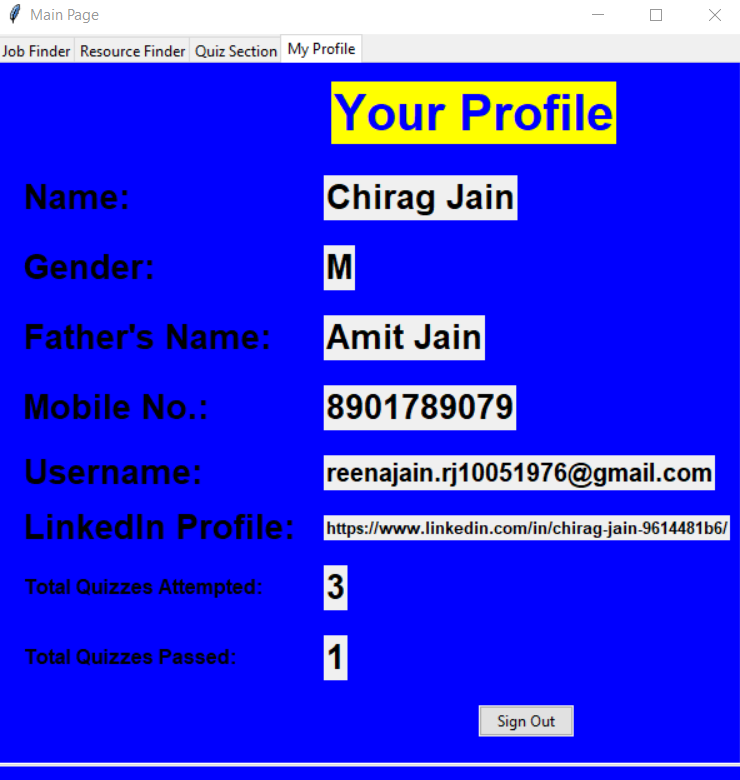 Main Page
Job Finder Resource Finder Quiz Section My Profile
Your Profile
Name: Chirag Jain
Gender: M
Father's Name: Amit Jain
Mobile No.: 8901789079
Username: reenajain.rj10051976@gmail.com
LinkedIn Profile: https://www.linkedin.com/in/chirag-jain-9614481b6/
Total Quizzes Attempted: 3
Total Quizzes Passed: 1
Sign Out